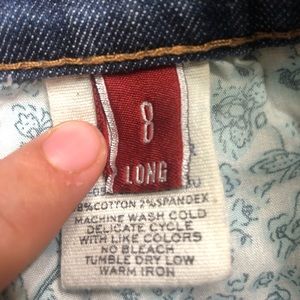 8
LONG
8%COTTON 2%SPANDEX
MACHINE WASH COLD
DELICATE CYCLE
WITH LIKE COLORS
NO BLEACH
TUMBLE DRY LOW
WARM IRON